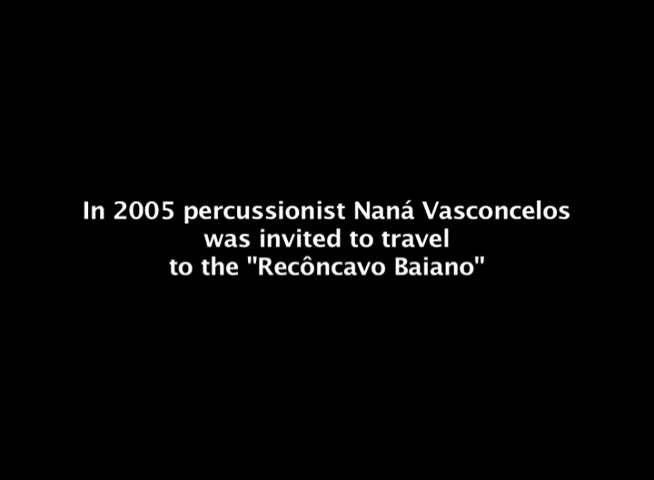 In 2005 percussionist Naná Vasconcelos
was invited to travel
to the "Recôncavo Baiano"